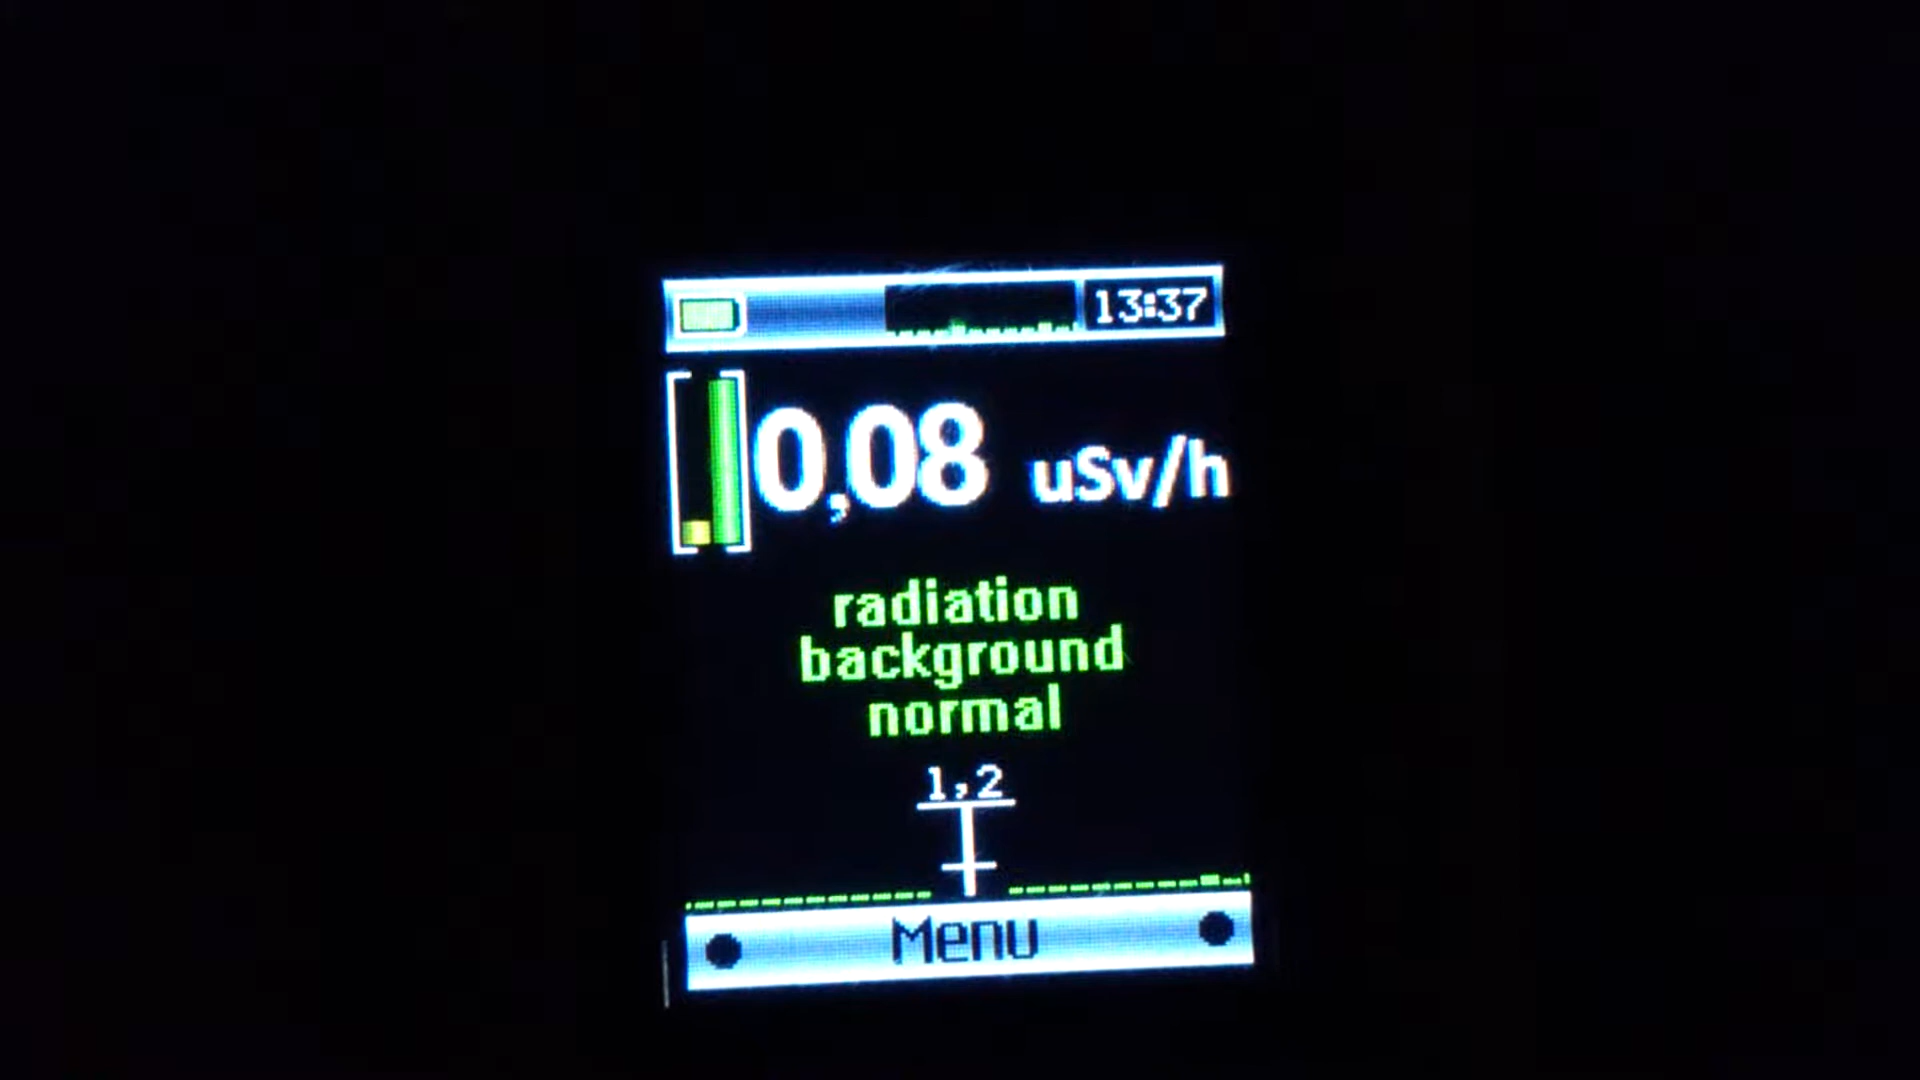 13:37
0,08 uSv/h
radiation
background
normal
1,2
Menu